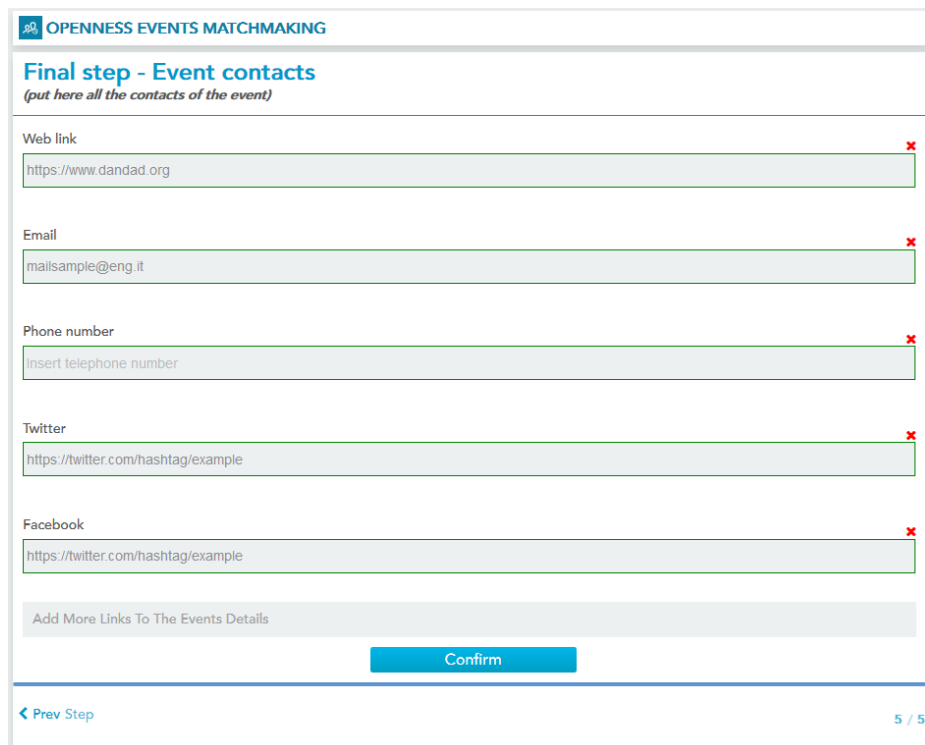 OPENNESS EVENTS MATCHMAKING
Final step - Event contacts
(put here all the contacts of the event)
Web link
https://www.dandad.org
Email
mailsample@eng.it
Phone number
Insert telephone number
Twitter
https://twitter.com/hashtag/example
Facebook
https://twitter.com/hashtag/example
Add More Links To The Events Details
Confirm
Prev Step
5 / 5